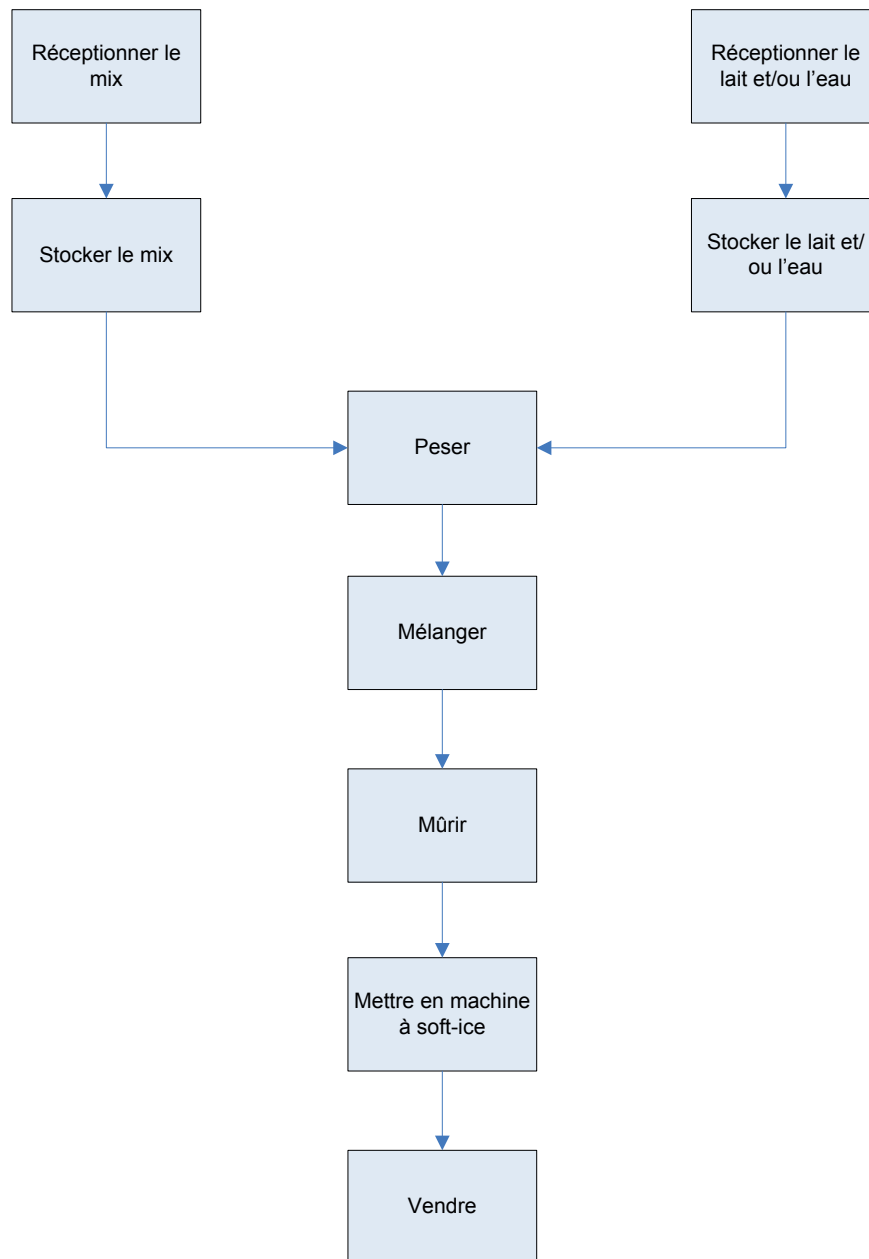 Réceptionner le
mix
Réceptionner le
lait et/ou l’eau
Stocker le mix
Stocker le lait et/
ou l’eau
Peser
Mélanger
Mûrir
Mettre en machine
à soft-ice
Vendre